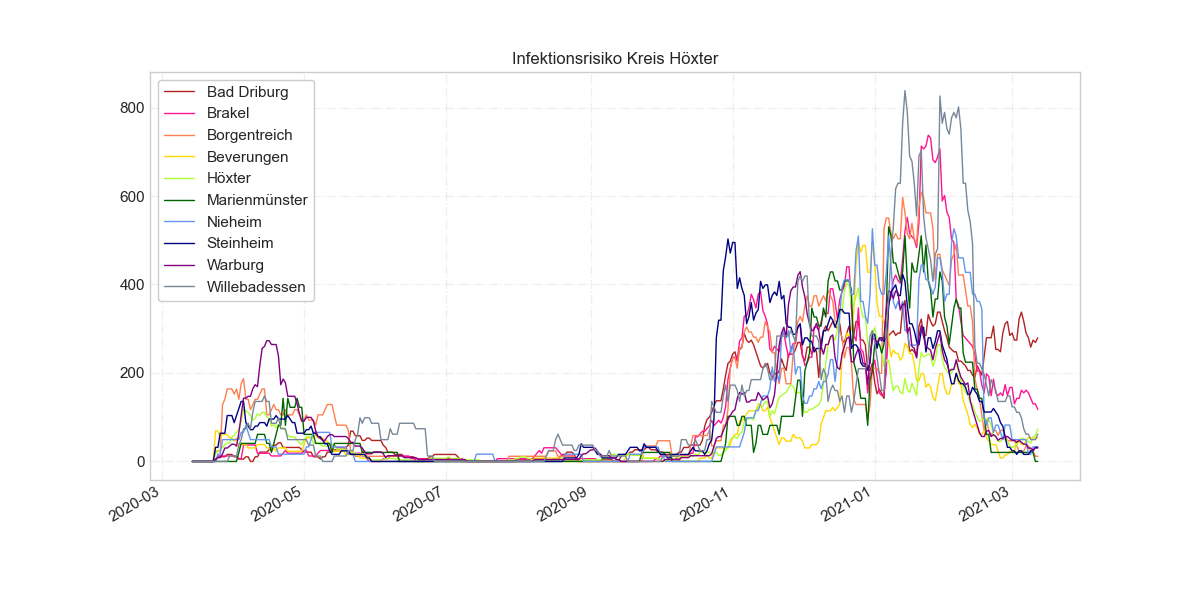 Infektionsrisiko Kreis Höxter
Bad Driburg
Brakel
Borgentreich
Beverungen
Höxter
Marienmünster
Nieheim
Steinheim
Warburg
Willebadessen
800
600
400
200
0
2020-03
2020-05
2020-07
2020-09
2020-11
2021-01
2021-03